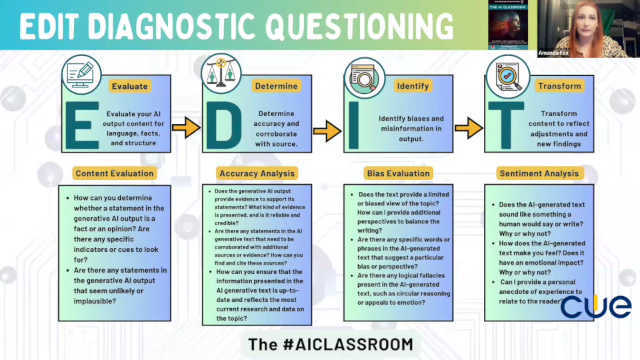 EDIT DIAGNOSTIC QUESTIONING
THE AI CLASSROOM
Amanda Fox
Evaluate
E
Evaluate your AI
output content for
language, facts,
and structure
Determine
D
Determine
accuracy and
corroborate
with source.
Identify
I
Identify biases and
misinformation in
output.
Transform
T
Transform
content to reflect
adjustments and
new findings
Content Evaluation
• How can you determine
whether a statement in the
generative AI output is a
fact or an opinion? Are
there any specific
indicators or cues to look
for?
• Are there any statements in
the generative AI output
that seem unlikely or
implausible?
Accuracy Analysis
• Does the generative AI output
provide evidence to support its
statements? What kind of evidence
is presented, and is it reliable and
credible?
• Are there any statements in the AI
generative text that need to be
corroborated with additional
sources or evidence? How can you
find and cite these sources?
• How can you ensure that the
information presented in the
AI generative text is up-to-
date and reflects the most
current research and data on
the topic?
Bias Evaluation
• Does the text provide a limited
or biased view of the topic?
How can I provide additional
perspectives to balance the
writing?
• Are there any specific words or
phrases in the AI-generated
text that suggest a particular
bias or perspective?
• Are there any logical fallacies
present in the AI-generated
text, such as circular reasoning
or appeals to emotion?
Sentiment Analysis
• Does the AI-generated text
sound like something a
human would say or write?
Why or why not?
• How does the AI-generated
text make you feel? Does it
have an emotional impact?
Why or why not?
• Can I provide a personal
anecdote of experience to
relate to the reader?
CUE
The #AICLASSROOM